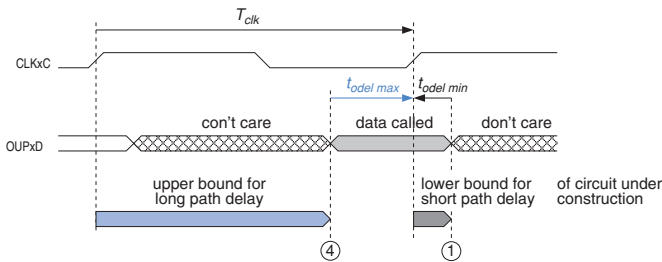 T_clk
CLKxC
t_odel max t_odel min
con't care data called don't care
OUPxD
upper bound for long path delay
lower bound for short path delay
of circuit under construction
4 1